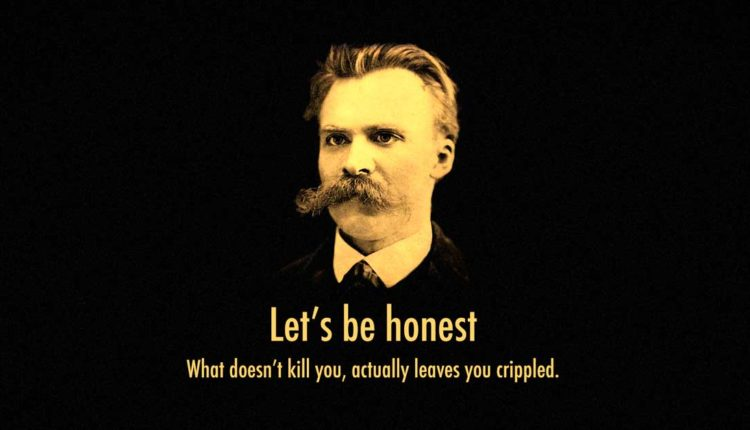 Let's be honest
What doesn't kill you, actually leaves you crippled.